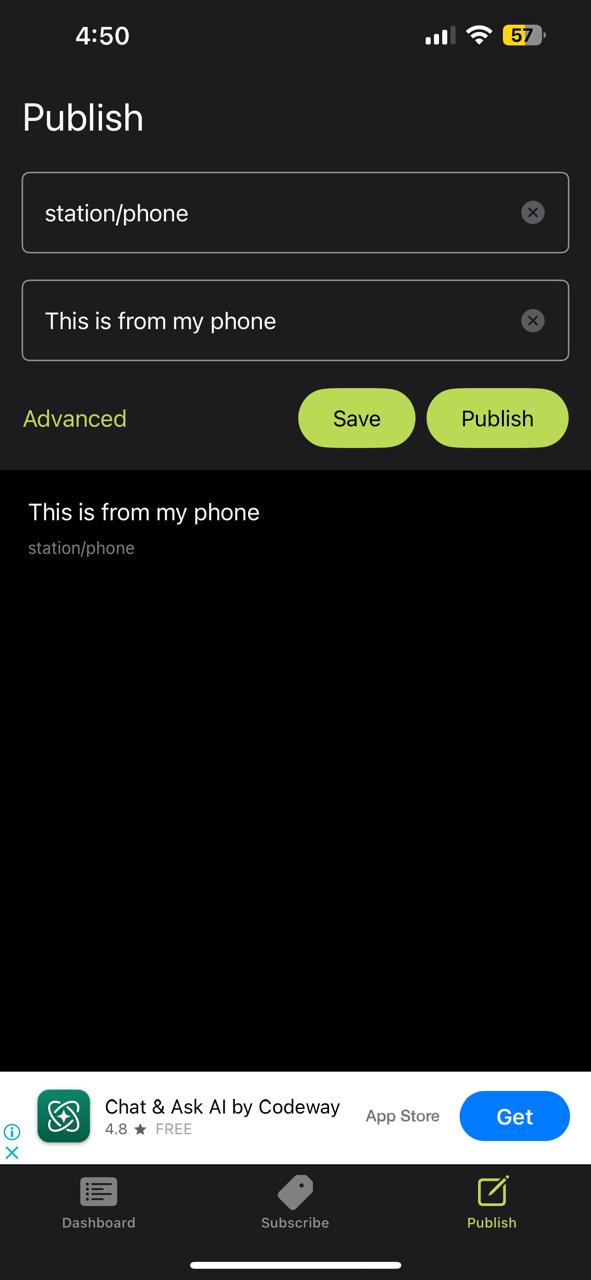 4:50
57
Publish
station/phone
This is from my phone
Advanced
Save
Publish
This is from my phone
station/phone
Chat & Ask AI by Codeway
4.8 ★ FREE
App Store
Get
Dashboard
Subscribe
Publish